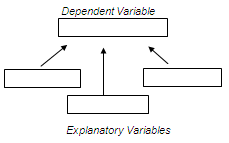 Dependent Variable
Explanatory Variables